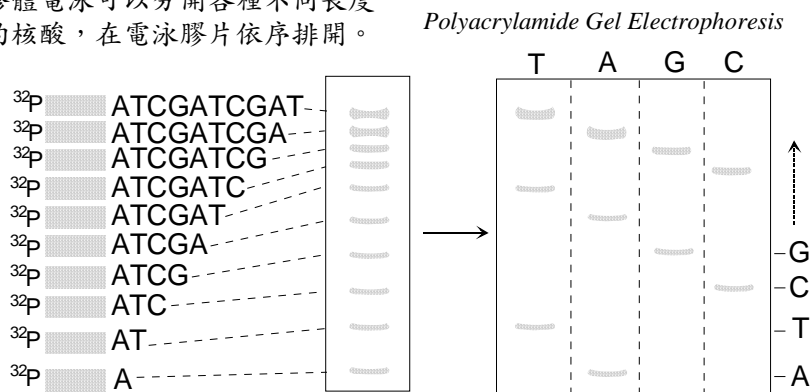 膠體電泳可以分開各種不同長度
的核酸，在電泳膠片依序排開。
Polyacrylamide Gel Electrophoresis
T A G C
32P ATCGATCGAT
32P ATCGATCGA
32P ATCGATCG
32P ATCGATC
32P ATCGAT
32P ATCGA
32P ATCG
32P ATC
32P AT
32P A
G
C
T
A